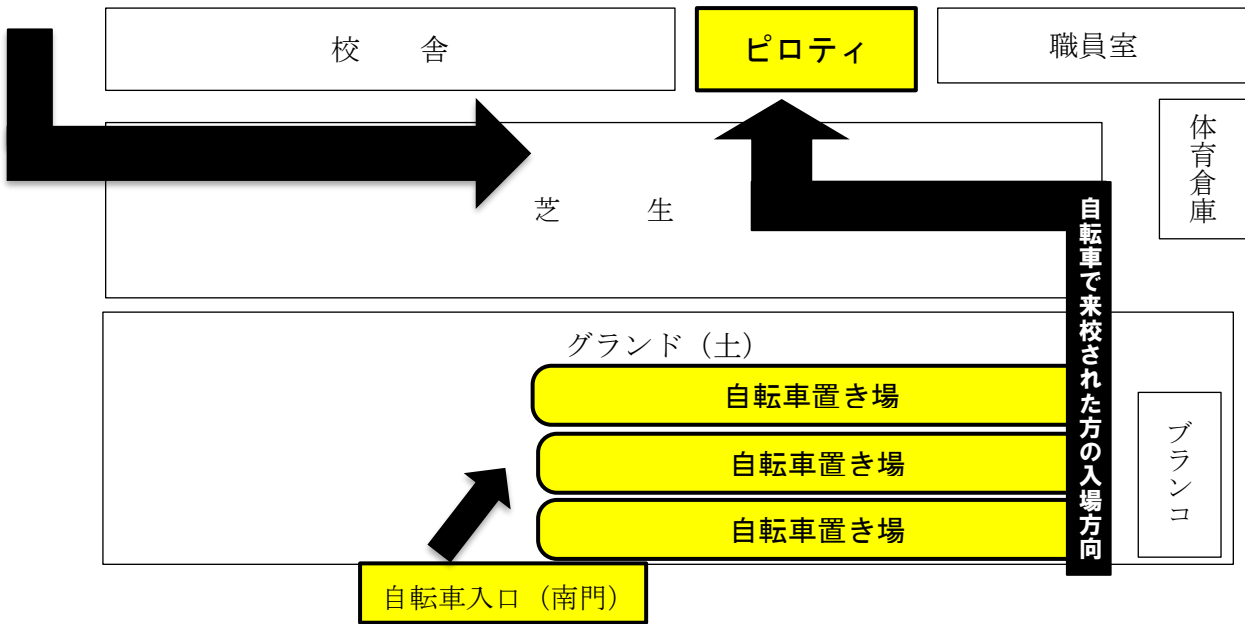 校　　舎
ピロティ
職員室
体育倉庫
芝　　　生
自転車で来校された方の入場方向
グランド（土）
自転車置き場
自転車置き場
自転車置き場
ブランコ
自転車入口（南門）